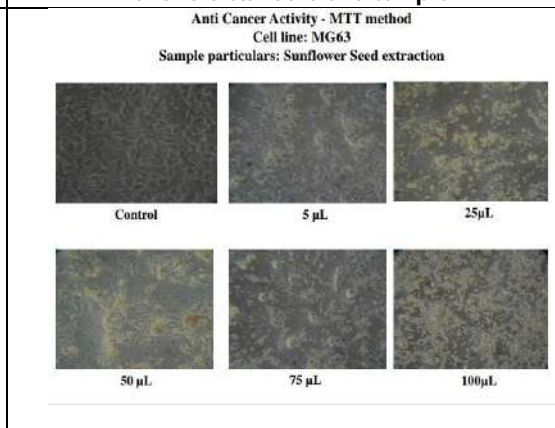 Anti Cancer Activity - MTT method
Cell line: MG63
Sample particulars: Sunflower Seed extraction
Control
5 µL
25µL
50 µL
75 µL
100µL